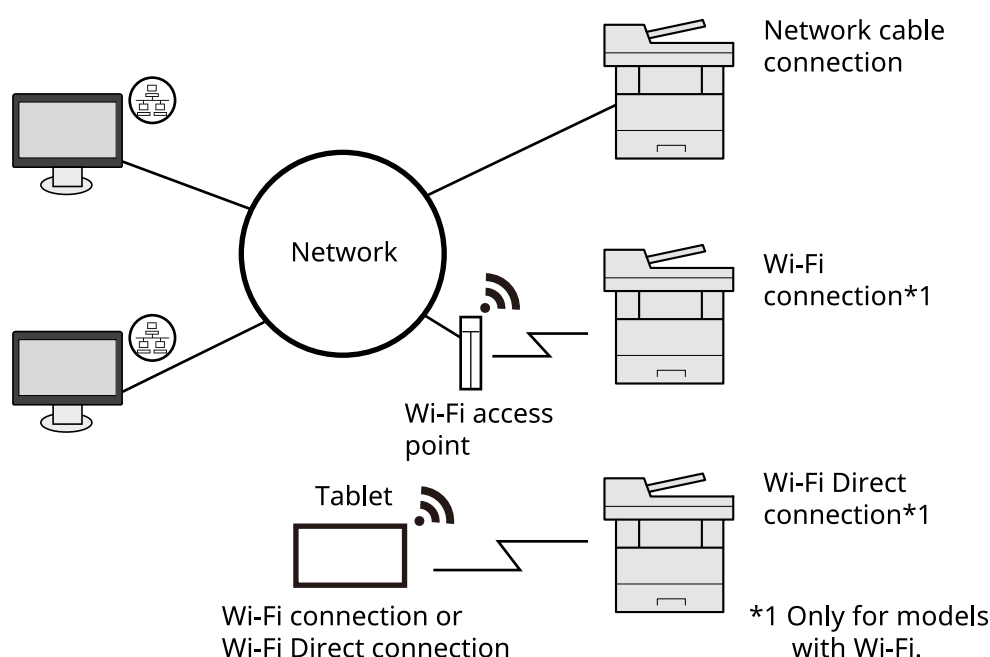 Network cable
connection
Network
Wi-Fi
connection*1
Wi-Fi access
point
Tablet
Wi-Fi Direct
connection*1
Wi-Fi connection or
Wi-Fi Direct connection
*1 Only for models
with Wi-Fi.